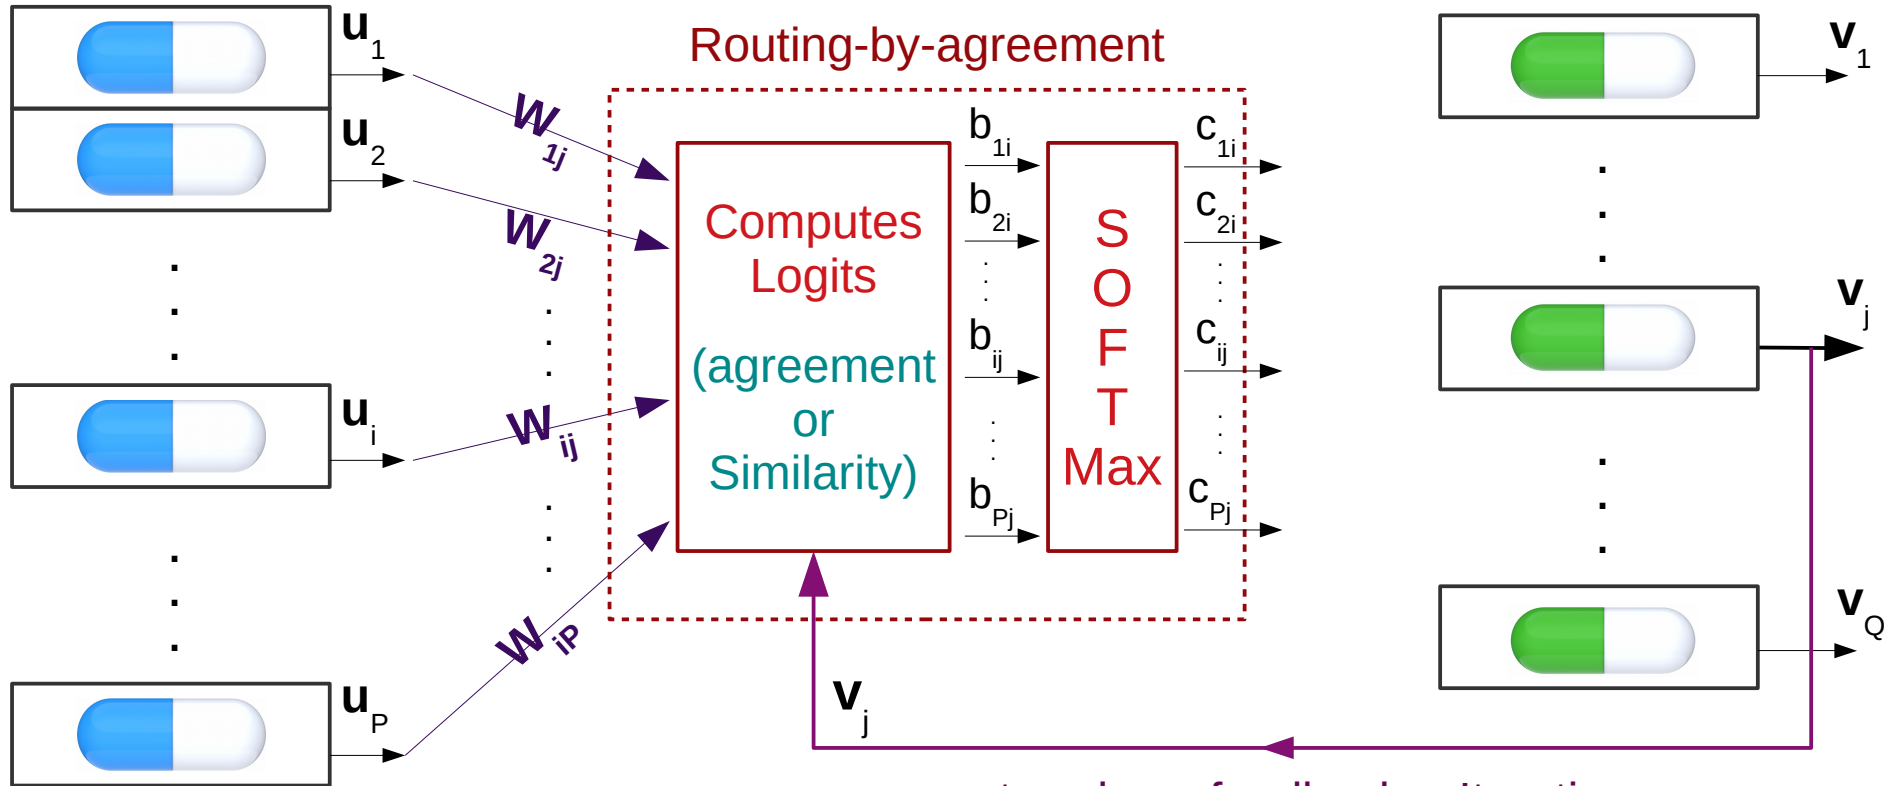 u1
u2
ui
uP
W1j
W2j
Wij
WiP
Routing-by-agreement
Computes
Logits
(agreement
or
Similarity)
b1i
b2i
bij
bPj
S
O
F
T
Max
c1i
c2i
cij
cPj
v1
vj
vQ
vj